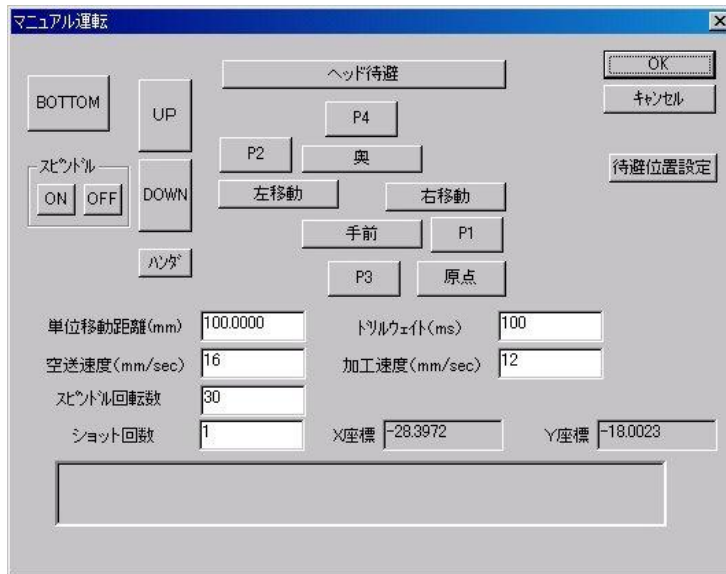 マニュアル運転
ヘッド待避
OK
BOTTOM
UP
P4
キャンセル
P2
奥
スピンドル
ON OFF
DOWN
左移動
右移動
待避位置設定
手前
P1
ハンダ
P3
原点
単位移動距離(mm) 100.0000
ドリルウェイト(ms) 100
空送速度(mm/sec) 16
加工速度(mm/sec) 12
スピンドル回転数 30
ショット回数 1
X座標 -28.3972
Y座標 -18.0023